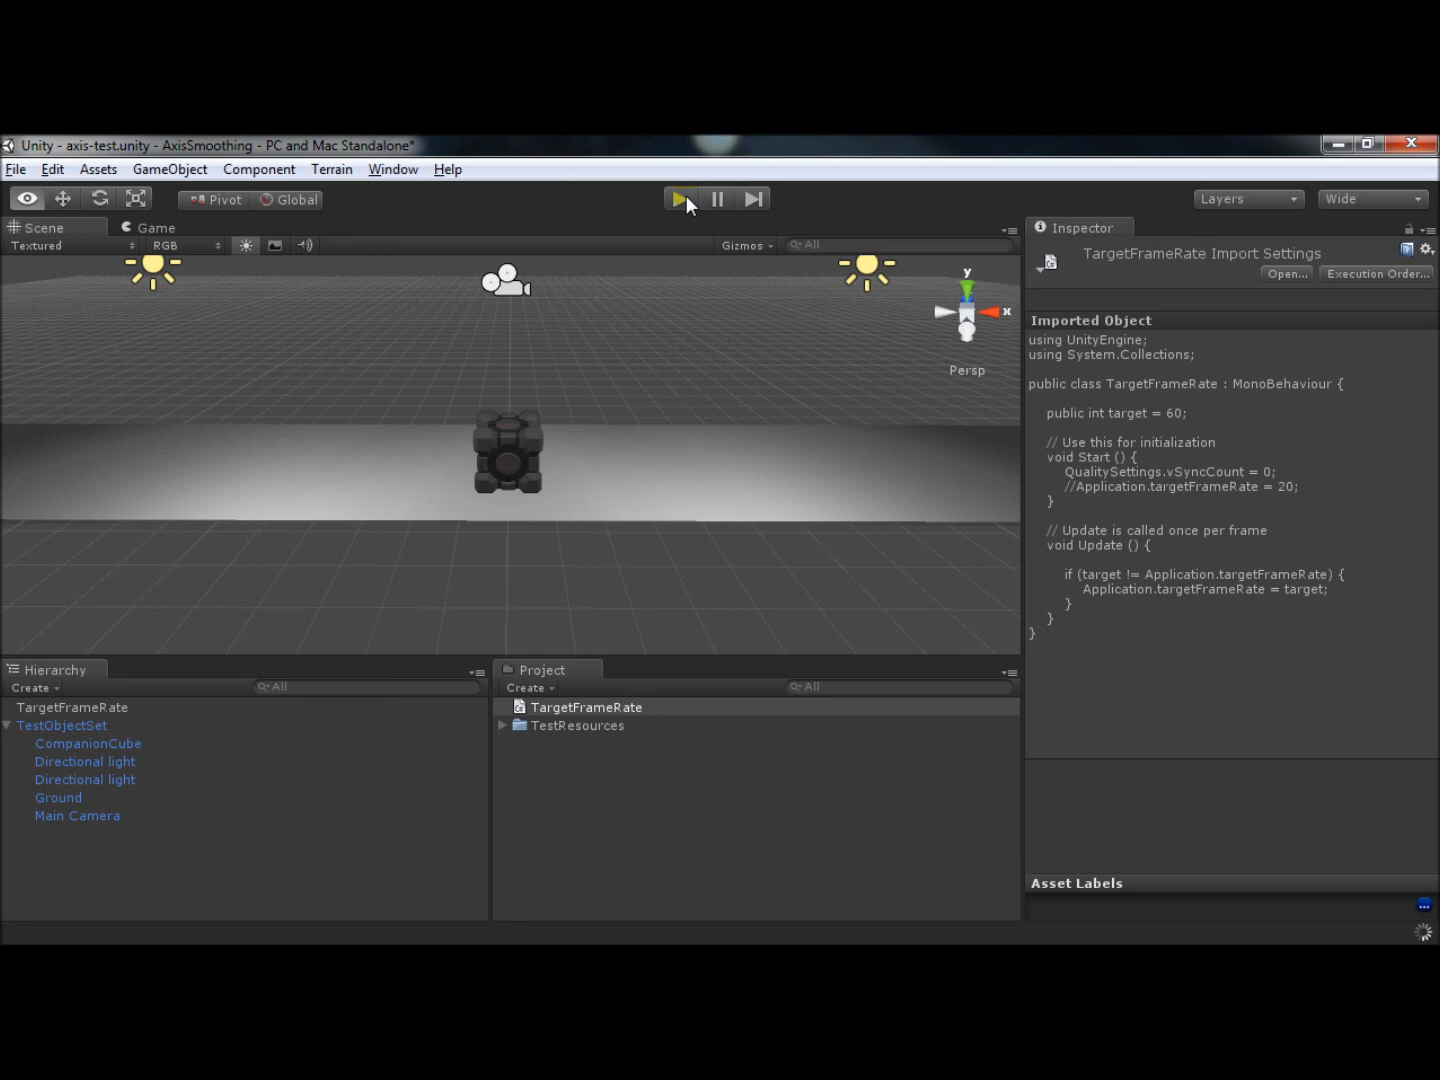 Unity - axis-test.unity - AxisSmoothing - PC and Mac Standalone*
File Edit Assets GameObject Component Terrain Window Help
Pivot Global Layers Wide
Scene Game
Textured RGB Gizmos All
y
x
Persp
Inspector
TargetFrameRate Import Settings
Open... Execution Order...
Imported Object
using UnityEngine;
using System.Collections;
public class TargetFrameRate : MonoBehaviour {
public int target = 60;
// Use this for initialization
void Start () {
QualitySettings.vSyncCount = 0;
//Application.targetFrameRate = 20;
}
// Update is called once per frame
void Update () {
if (target != Application.targetFrameRate) {
Application.targetFrameRate = target;
}
}
}
Hierarchy
Create All
TargetFrameRate
TestObjectSet
CompanionCube
Directional light
Directional light
Ground
Main Camera
Project
Create All
C# TargetFrameRate
TestResources
Asset Labels